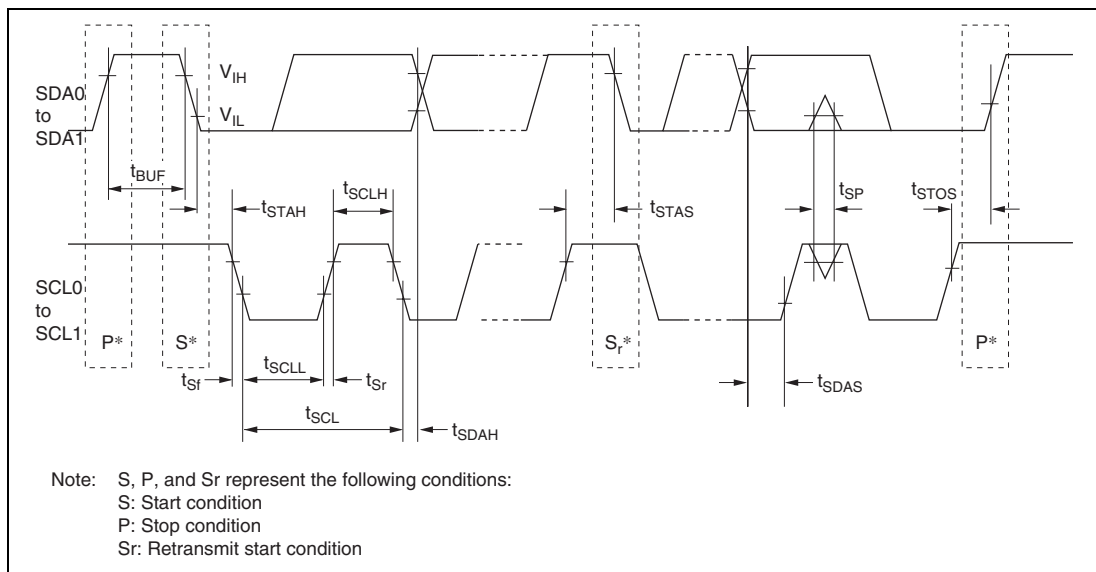 SDA0
to
SDA1
V_IH
V_IL
t_BUF
t_STAH
t_SCLH
t_STAS
t_SP
t_STOS
SCL0
to
SCL1
P*
S*
S_r*
P*
t_Sf
t_SCLL
t_Sr
t_SCL
t_SDAH
t_SDAS
Note: S, P, and Sr represent the following conditions:
S: Start condition
P: Stop condition
Sr: Retransmit start condition